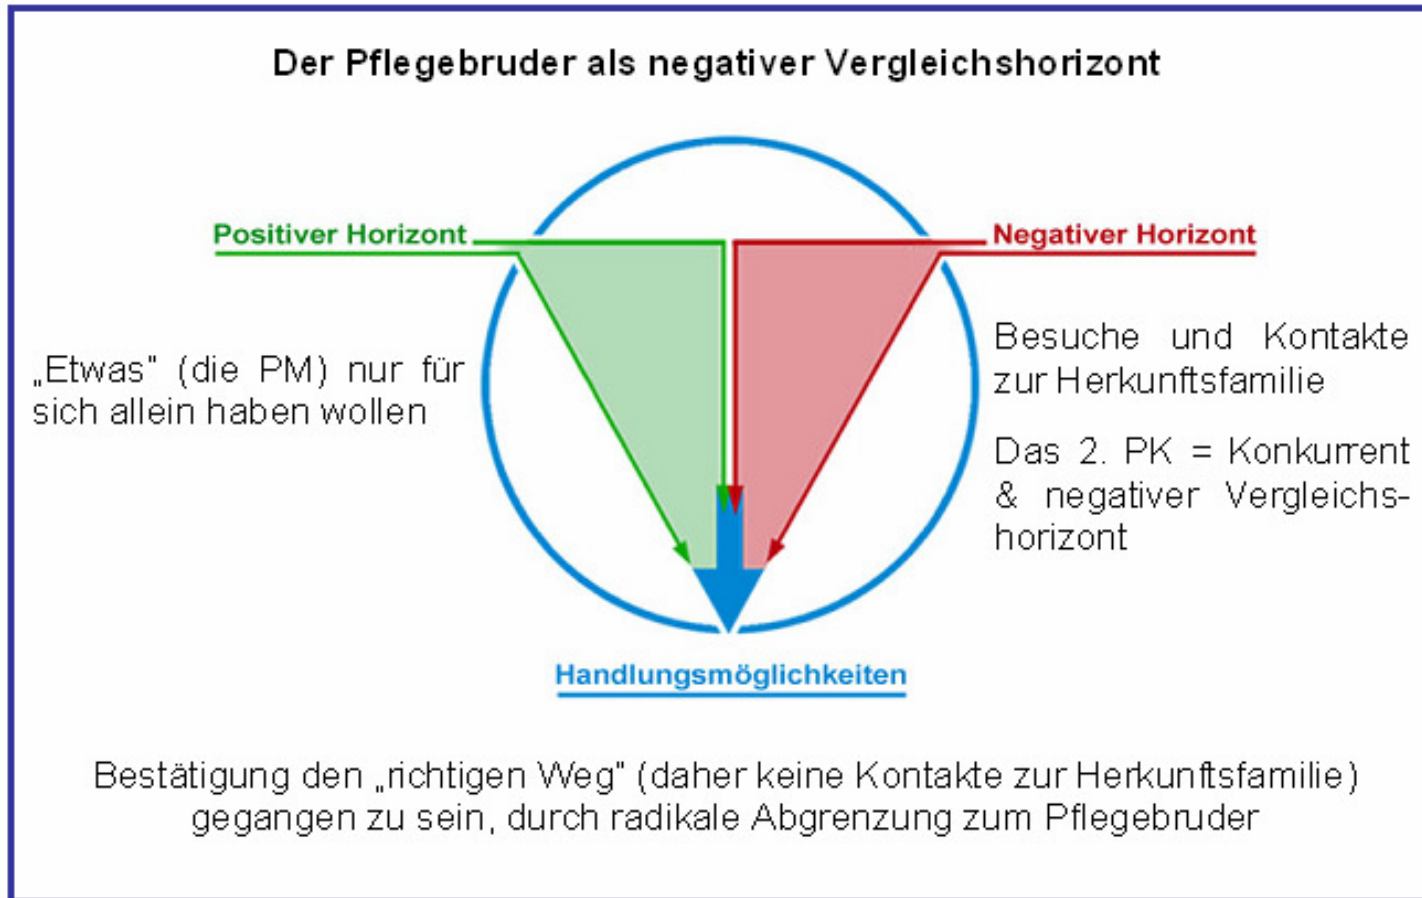 Der Pflegebruder als negativer Vergleichshorizont
Positiver Horizont
Negativer Horizont
„Etwas" (die PM) nur für
sich allein haben wollen
Besuche und Kontakte
zur Herkunftsfamilie
Das 2. PK = Konkurrent
& negativer Vergleichs-
horizont
Handlungsmöglichkeiten
Bestätigung den „richtigen Weg" (daher keine Kontakte zur Herkunftsfamilie)
gegangen zu sein, durch radikale Abgrenzung zum Pflegebruder